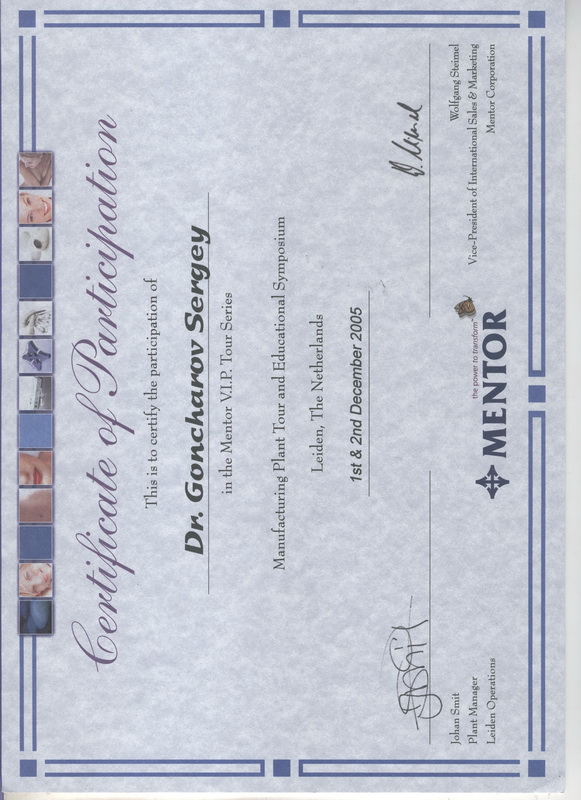 Certificate of Participation
This is to certify the participation of
Dr. Goncharov Sergey
in the Mentor V.I.P. Tour Series
Manufacturing Plant Tour and Educational Symposium
Leiden, The Netherlands
1st & 2nd December 2005
Johan Smit
Plant Manager
Leiden Operations
the power to transform™
MENTOR
Wolfgang Steimel
Vice-President of International Sales & Marketing
Mentor Corporation